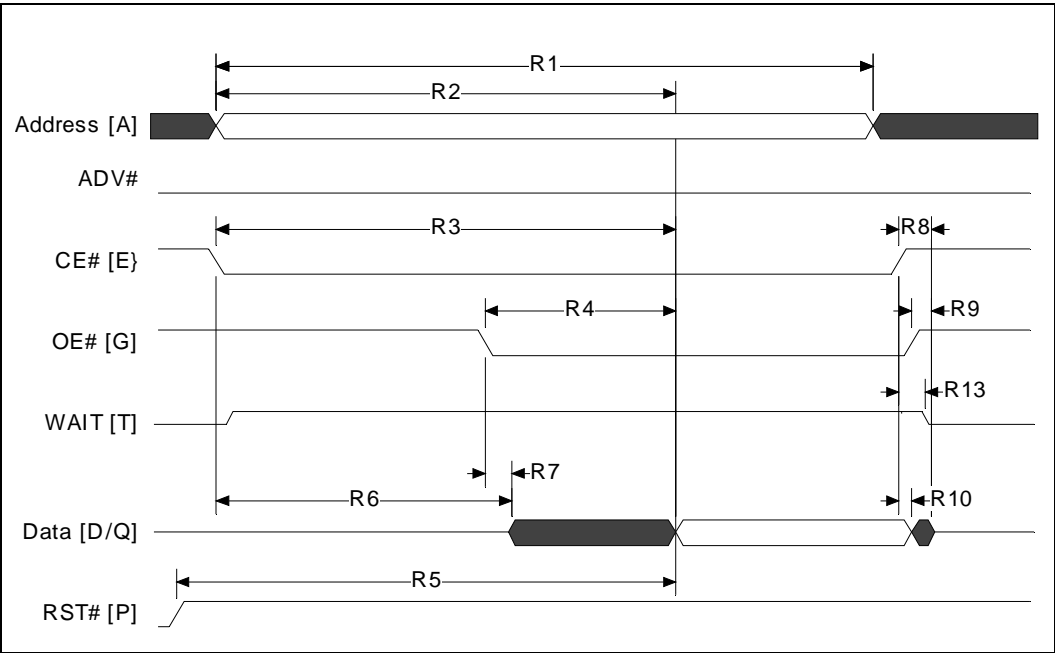 R1
R2
Address [A]
ADV#
R3
R8
CE# [E}
R4
R9
OE# [G]
R13
WAIT [T]
R7
R6
R10
Data [D/Q]
R5
RST# [P]